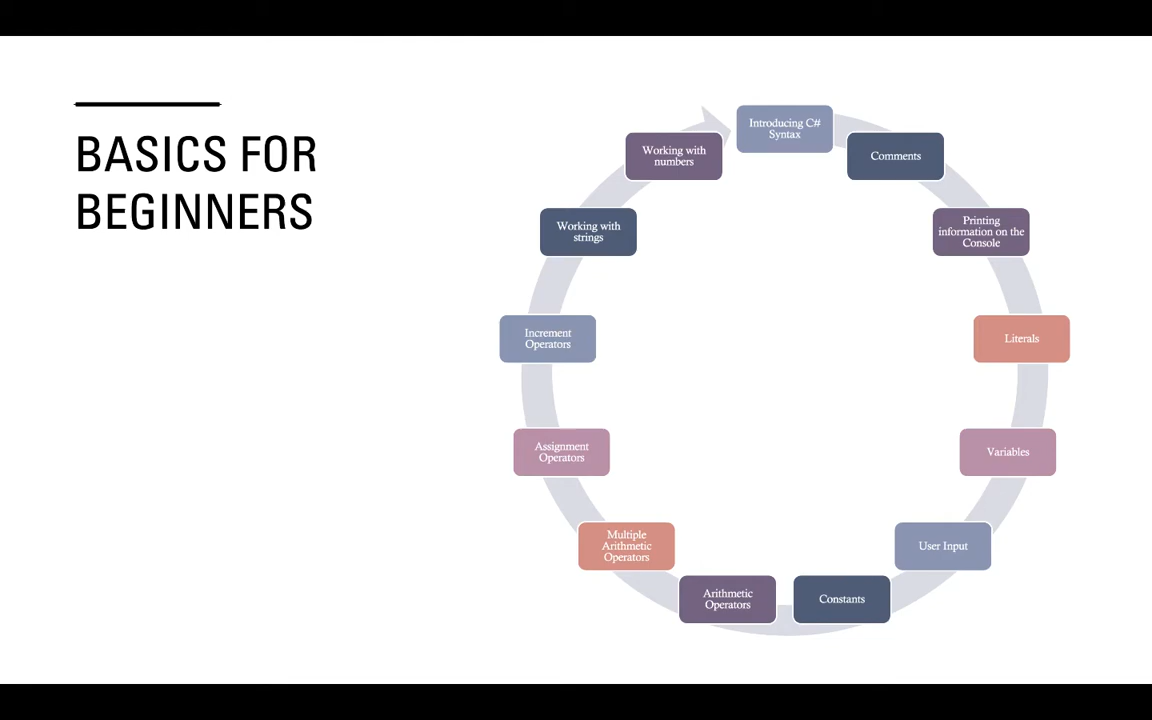 BASICS FOR
BEGINNERS
Introducing C#
Syntax
Comments
Printing
information on the
Console
Literals
Variables
User Input
Constants
Arithmetic
Operators
Multiple
Arithmetic
Operators
Assignment
Operators
Increment
Operators
Working with
strings
Working with
numbers